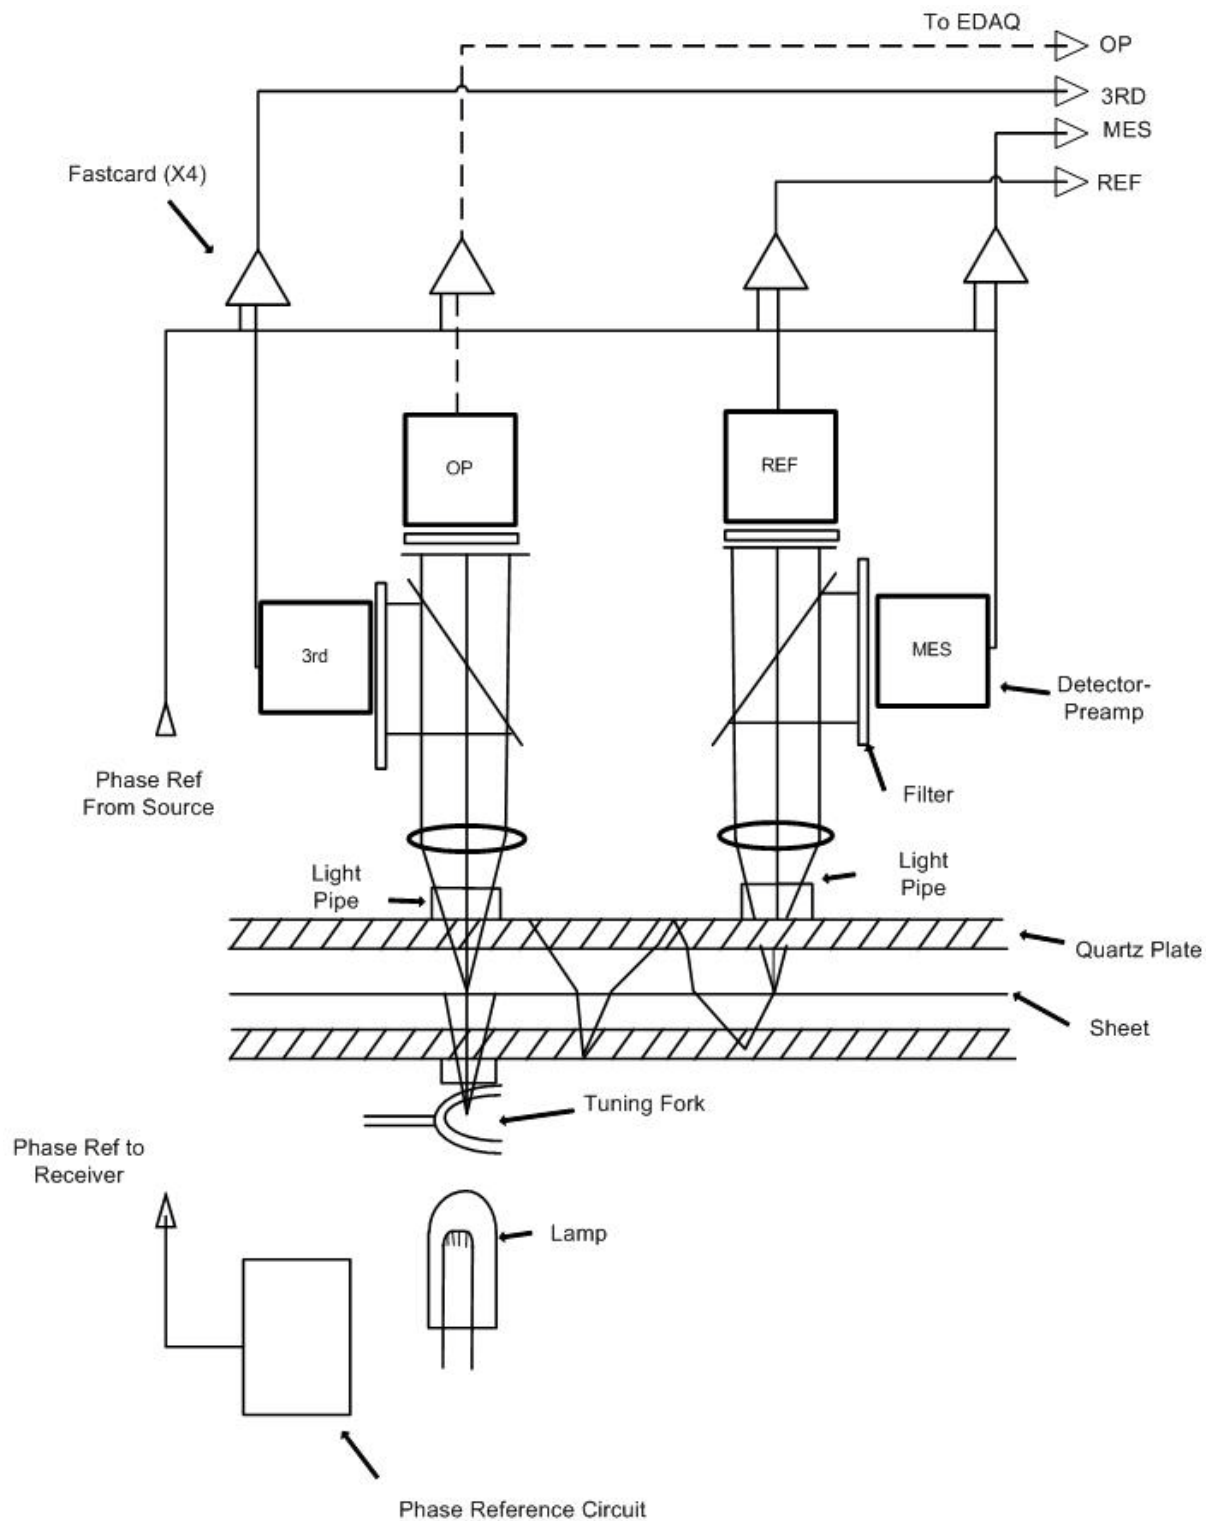 To EDAQ
OP
3RD
MES
REF
Fastcard (X4)
OP
REF
3rd
MES
Detector-
Preamp
Phase Ref
From Source
Filter
Light
Pipe
Light
Pipe
Quartz Plate
Sheet
Tuning Fork
Phase Ref to
Receiver
Lamp
Phase Reference Circuit